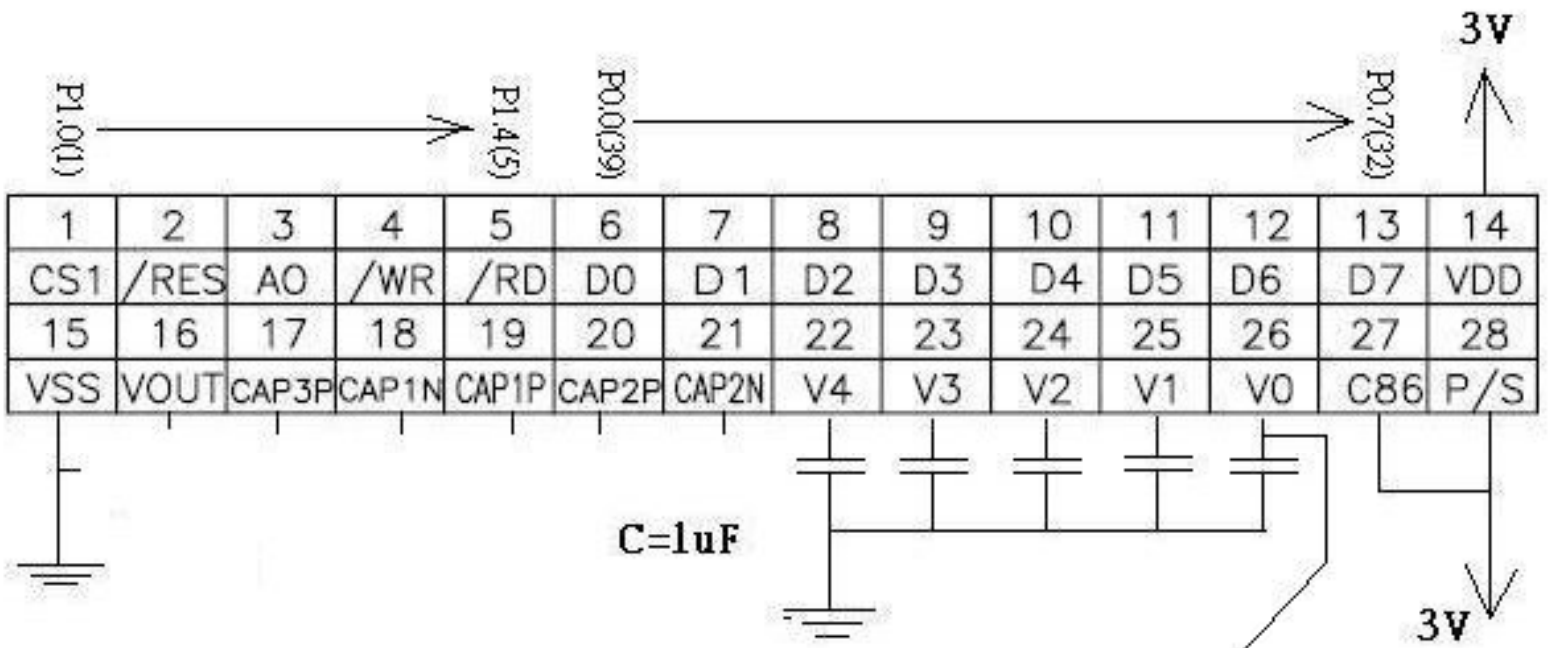 3V
P1.0(1) P1.4(5) P0.0(39) P0.7(32)
1 2 3 4 5 6 7 8 9 10 11 12 13 14
CS1 /RES A0 /WR /RD D0 D1 D2 D3 D4 D5 D6 D7 VDD
15 16 17 18 19 20 21 22 23 24 25 26 27 28
VSS VOUT CAP3P CAP1N CAP1P CAP2P CAP2N V4 V3 V2 V1 V0 C86 P/S
C=1uF
3V